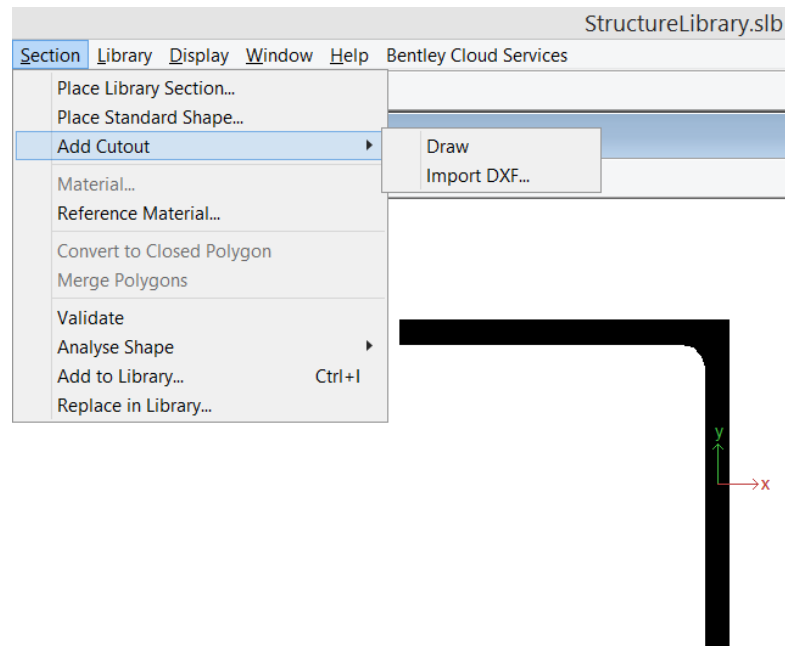 StructureLibrary.slb
Section Library Display Window Help Bentley Cloud Services
Place Library Section...
Place Standard Shape...
Add Cutout
Draw
Import DXF...
Material...
Reference Material...
Convert to Closed Polygon
Merge Polygons
Validate
Analyse Shape
Add to Library... Ctrl+I
Replace in Library...
y
x